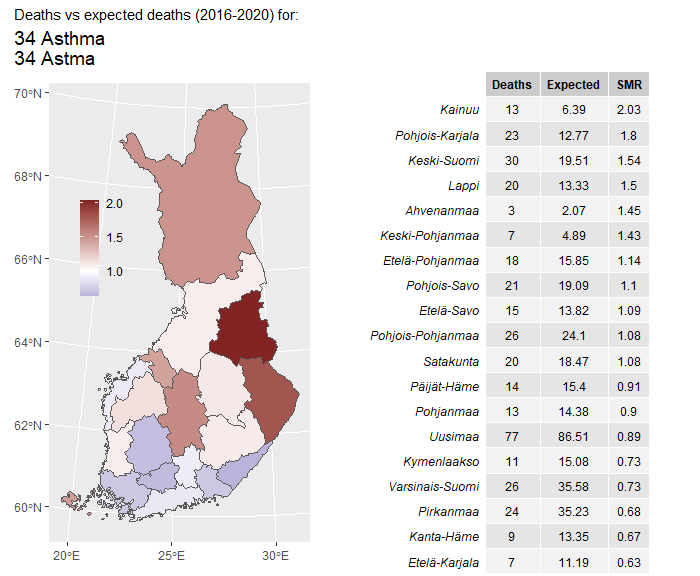 Deaths vs expected deaths (2016-2020) for:
34 Asthma
34 Astma
70°N
68°N
66°N
64°N
62°N
60°N
2.0
1.5
1.0
20°E 25°E 30°E
Deaths Expected SMR
Kainuu 13 6.39 2.03
Pohjois-Karjala 23 12.77 1.8
Keski-Suomi 30 19.51 1.54
Lappi 20 13.33 1.5
Ahvenanmaa 3 2.07 1.45
Keski-Pohjanmaa 7 4.89 1.43
Etelä-Pohjanmaa 18 15.85 1.14
Pohjois-Savo 21 19.09 1.1
Etelä-Savo 15 13.82 1.09
Pohjois-Pohjanmaa 26 24.1 1.08
Satakunta 20 18.47 1.08
Päijät-Häme 14 15.4 0.91
Pohjanmaa 13 14.38 0.9
Uusimaa 77 86.51 0.89
Kymenlaakso 11 15.08 0.73
Varsinais-Suomi 26 35.58 0.73
Pirkanmaa 24 35.23 0.68
Kanta-Häme 9 13.35 0.67
Etelä-Karjala 7 11.19 0.63